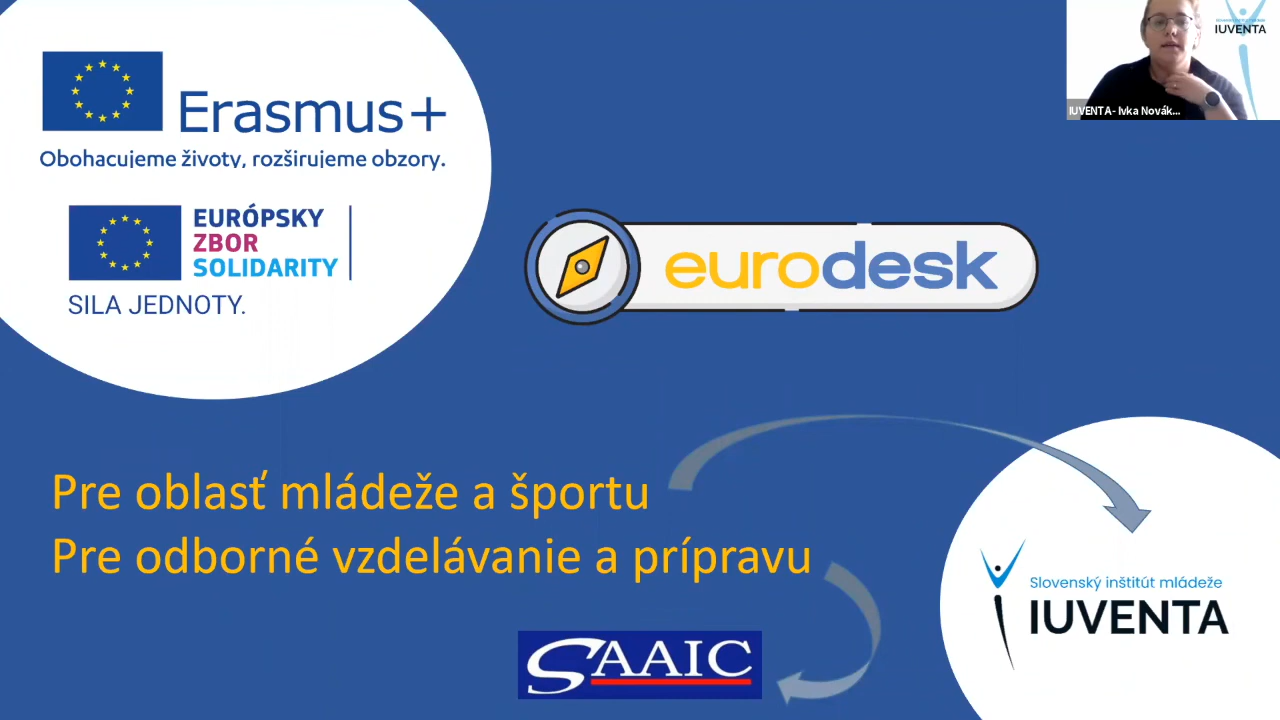 Erasmus+
Obohacujeme životy, rozširujeme obzory.
EURÓPSKY
ZBOR
SOLIDARITY
SILA JEDNOTY.
eurodesk
IUVENTA
IUVENTA - Ivka Novák...
Pre oblasť mládeže a športu
Pre odborné vzdelávanie a prípravu
Slovenský inštitút mládeže
IUVENTA
SAAIC